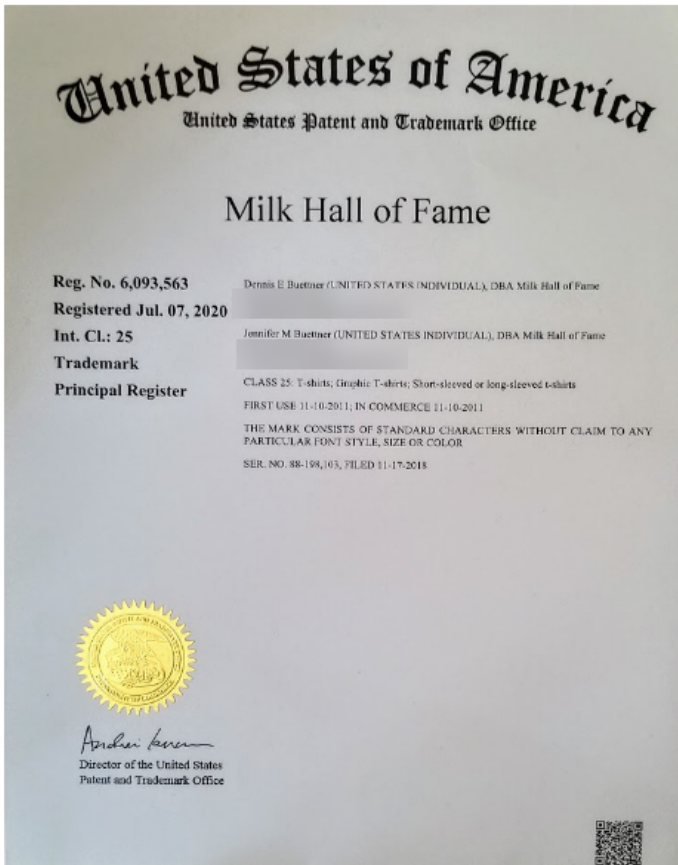 United States of America
United States Patent and Trademark Office
Milk Hall of Fame
Reg. No. 6,093,563
Registered Jul. 07, 2020
Int. Cl.: 25
Trademark
Principal Register
Dennis E Buettner (UNITED STATES INDIVIDUAL), DBA Milk Hall of Fame
Jennifer M Buettner (UNITED STATES INDIVIDUAL), DBA Milk Hall of Fame
CLASS 25: T-shirts; Graphic T-shirts; Short-sleeved or long-sleeved t-shirts
FIRST USE 11-10-2011; IN COMMERCE 11-10-2011
THE MARK CONSISTS OF STANDARD CHARACTERS WITHOUT CLAIM TO ANY
PARTICULAR FONT STYLE, SIZE OR COLOR
SER. NO. 88-198,103, FILED 11-17-2018
Director of the United States
Patent and Trademark Office